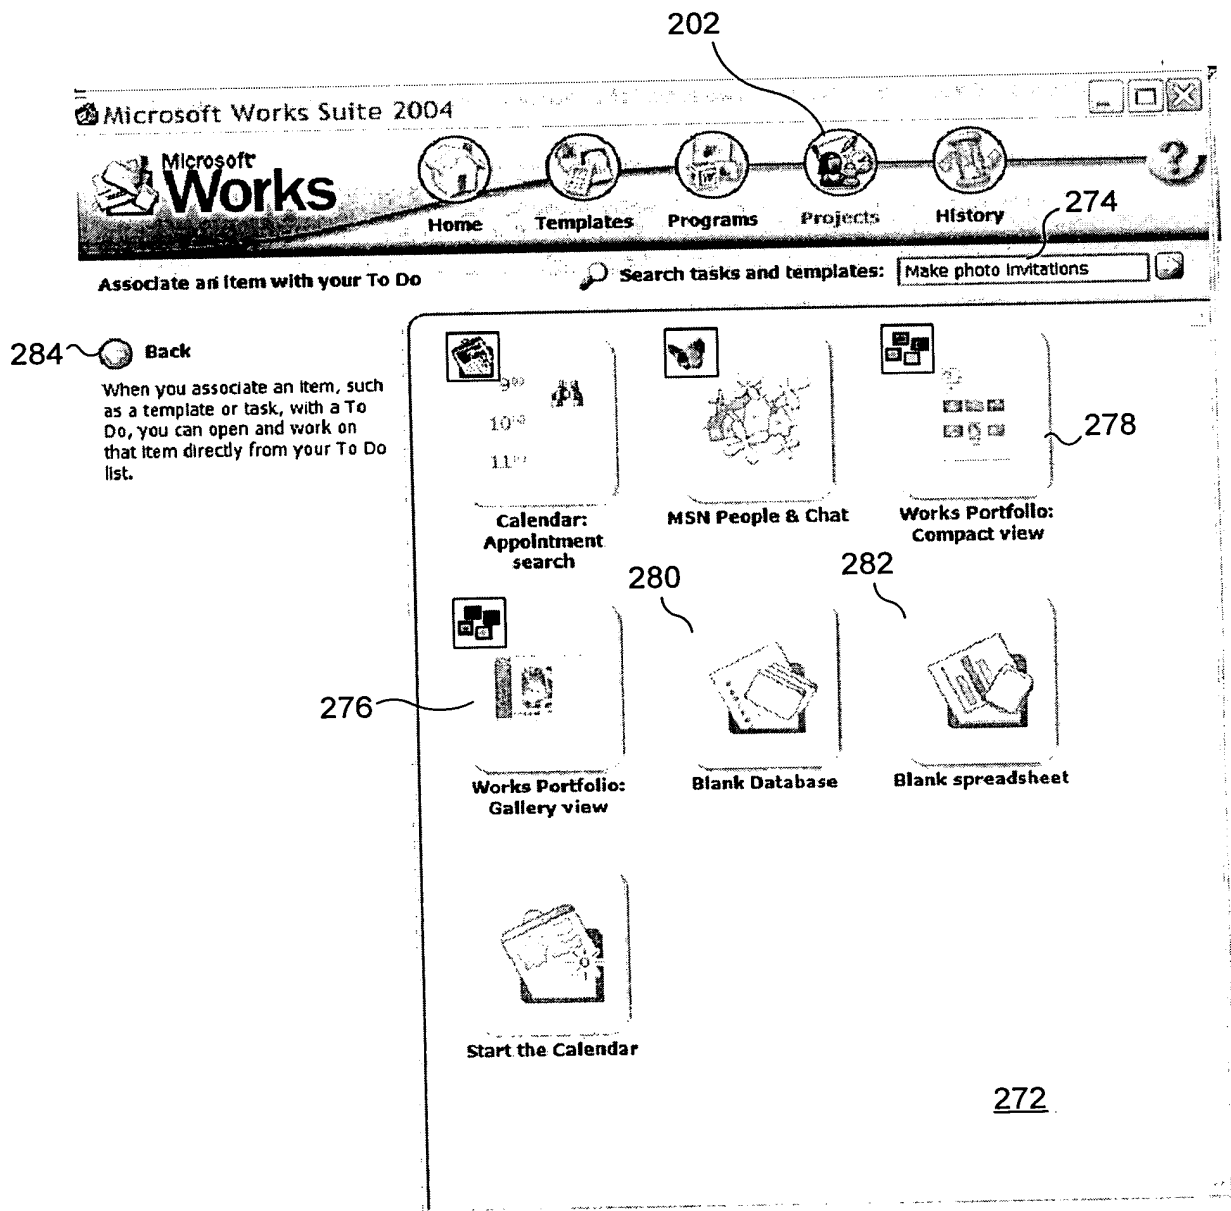 202
Microsoft Works Suite 2004
Microsoft
Works
Home
Templates
Programs
Projects
History
?
274
Associate an item with your To Do
Search tasks and templates:
Make photo invitations
284
Back
When you associate an item, such
as a template or task, with a To
Do, you can open and work on
that item directly from your To Do
list.
9 00
10
11
278
Calendar:
Appointment
search
MSN People & Chat
Works Portfolio:
Compact view
280
282
276
Works Portfolio:
Gallery view
Blank Database
Blank spreadsheet
Start the Calendar
272